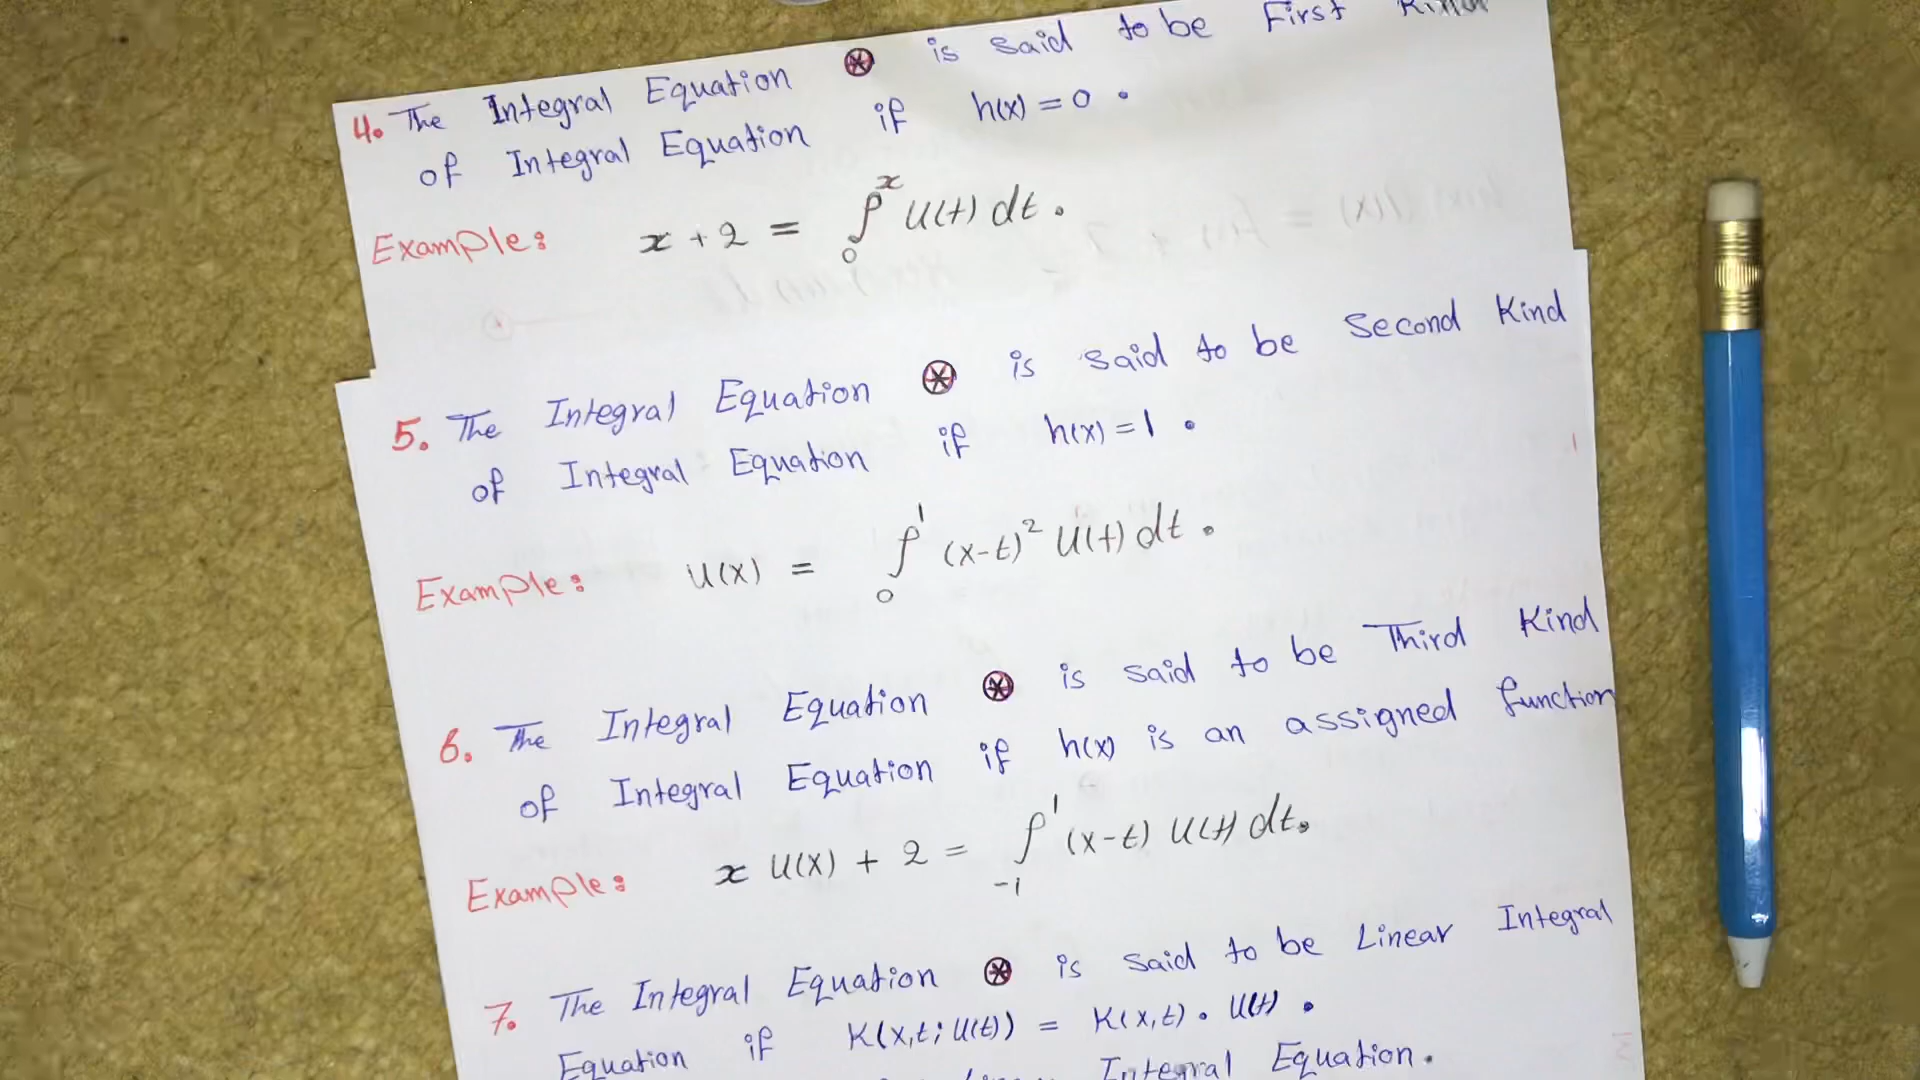 4. The Integral Equation ⊛ is said to be First Kind
of Integral Equation if h(x) = 0 .
Example: x + 2 = ∫₀ˣ u(t) dt .
5. The Integral Equation ⊛ is said to be Second Kind
of Integral Equation if h(x) = 1 .
Example: u(x) = ∫₀¹ (x-t)² u(t) dt .
6. The Integral Equation ⊛ is said to be Third Kind
of Integral Equation if h(x) is an assigned function
Example: x u(x) + 2 = ∫₋₁¹ (x-t) u(t) dt.
7. The Integral Equation ⊛ is said to be Linear Integral
Equation if K(x,t; u(t)) = K(x,t) . u(t) .
Integral Equation.